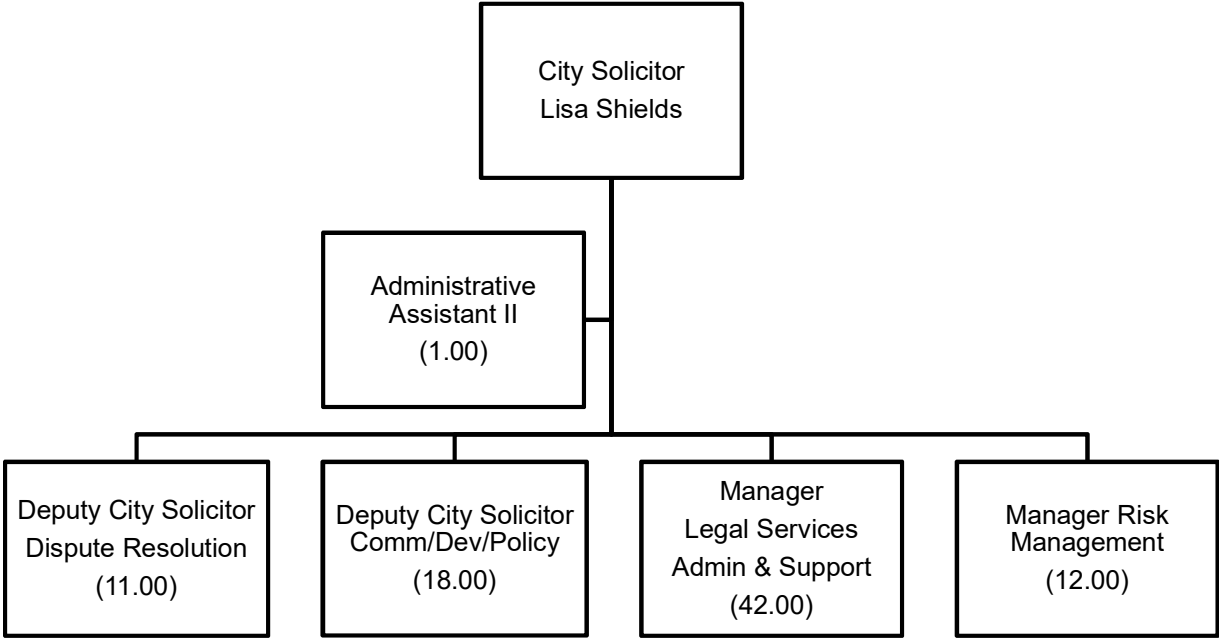 City Solicitor
Lisa Shields
Administrative
Assistant II
(1.00)
Deputy City Solicitor
Dispute Resolution
(11.00)
Deputy City Solicitor
Comm/Dev/Policy
(18.00)
Manager
Legal Services
Admin & Support
(42.00)
Manager Risk
Management
(12.00)